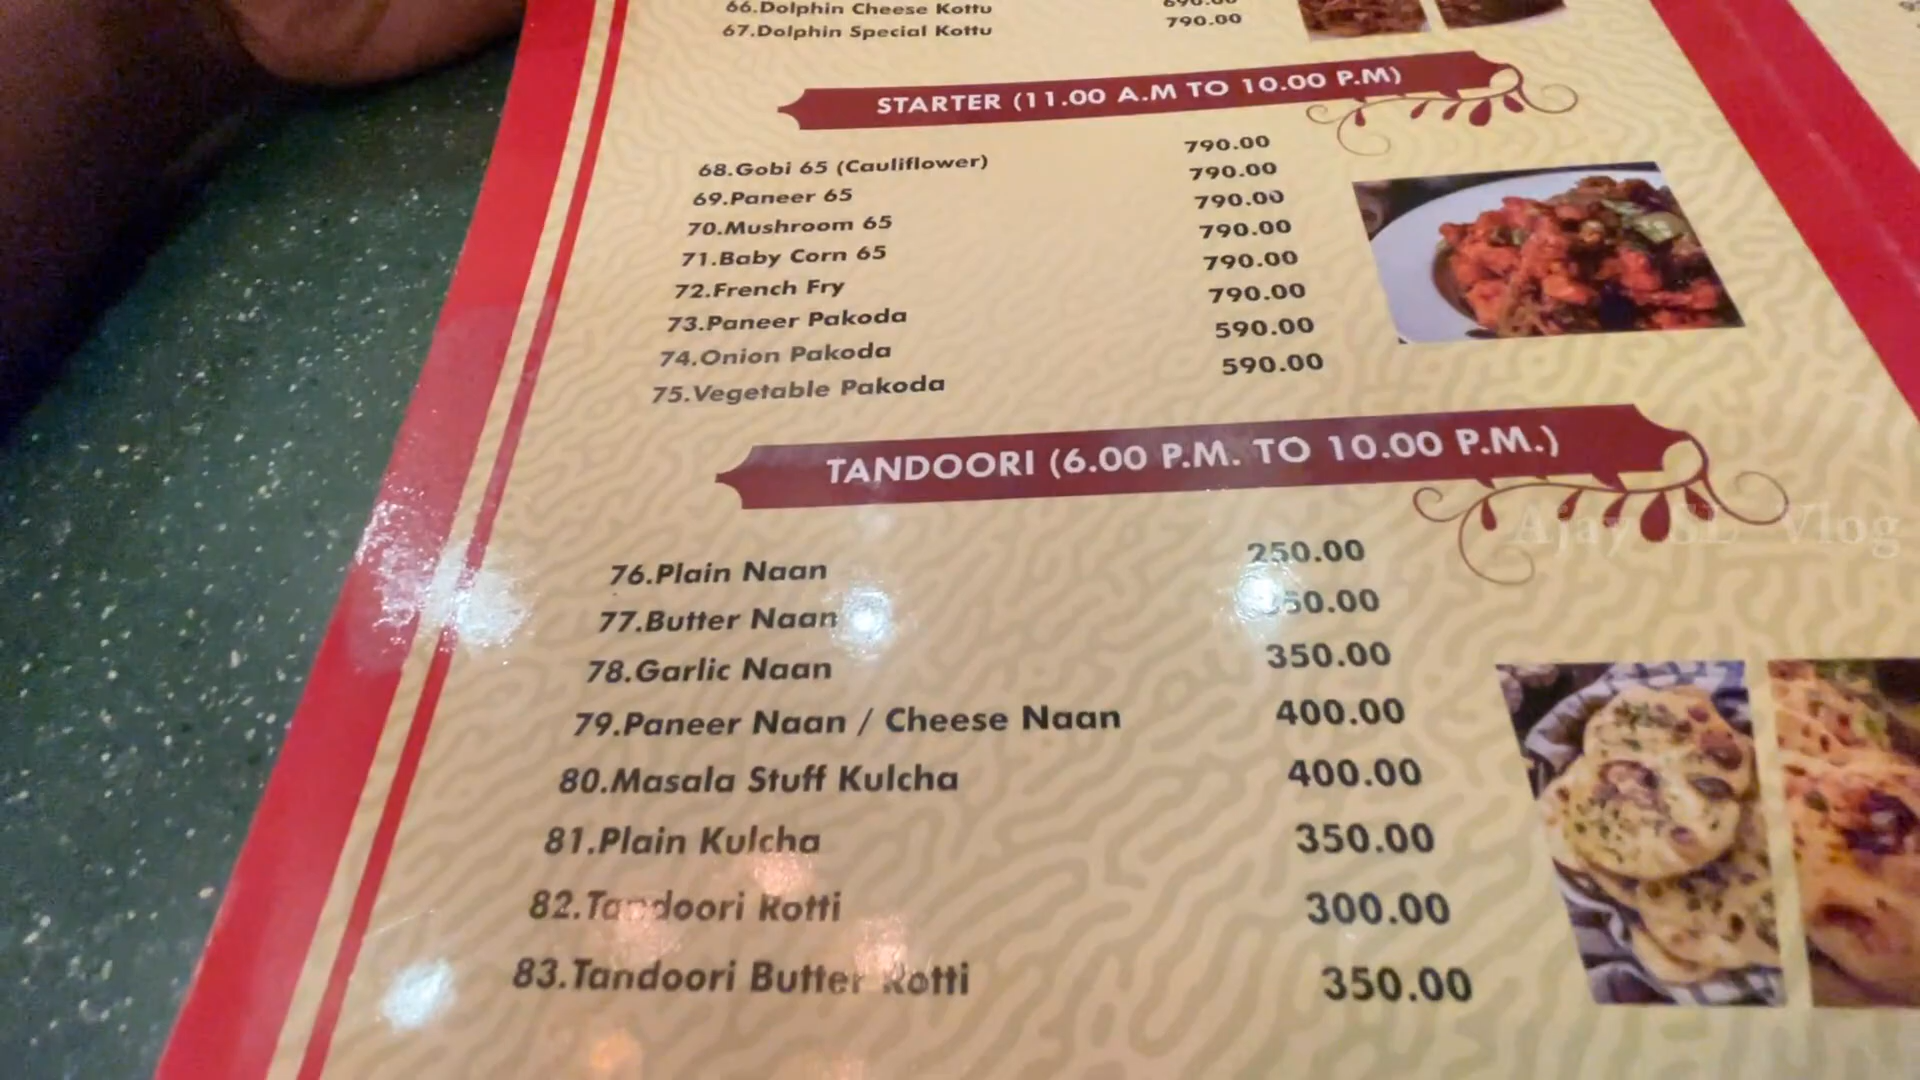 66.Dolphin Cheese Kottu 690.00
67.Dolphin Special Kottu 790.00
STARTER (11.00 A.M TO 10.00 P.M)
68.Gobi 65 (Cauliflower) 790.00
69.Paneer 65 790.00
70.Mushroom 65 790.00
71.Baby Corn 65 790.00
72.French Fry 790.00
73.Paneer Pakoda 790.00
74.Onion Pakoda 590.00
75.Vegetable Pakoda 590.00
TANDOORI (6.00 P.M. TO 10.00 P.M.)
Ajay SL Vlog
76.Plain Naan 250.00
77.Butter Naan
78.Garlic Naan 350.00
79.Paneer Naan / Cheese Naan 400.00
80.Masala Stuff Kulcha 400.00
81.Plain Kulcha 350.00
82.Tandoori Rotti 300.00
83.Tandoori Butter Rotti 350.00